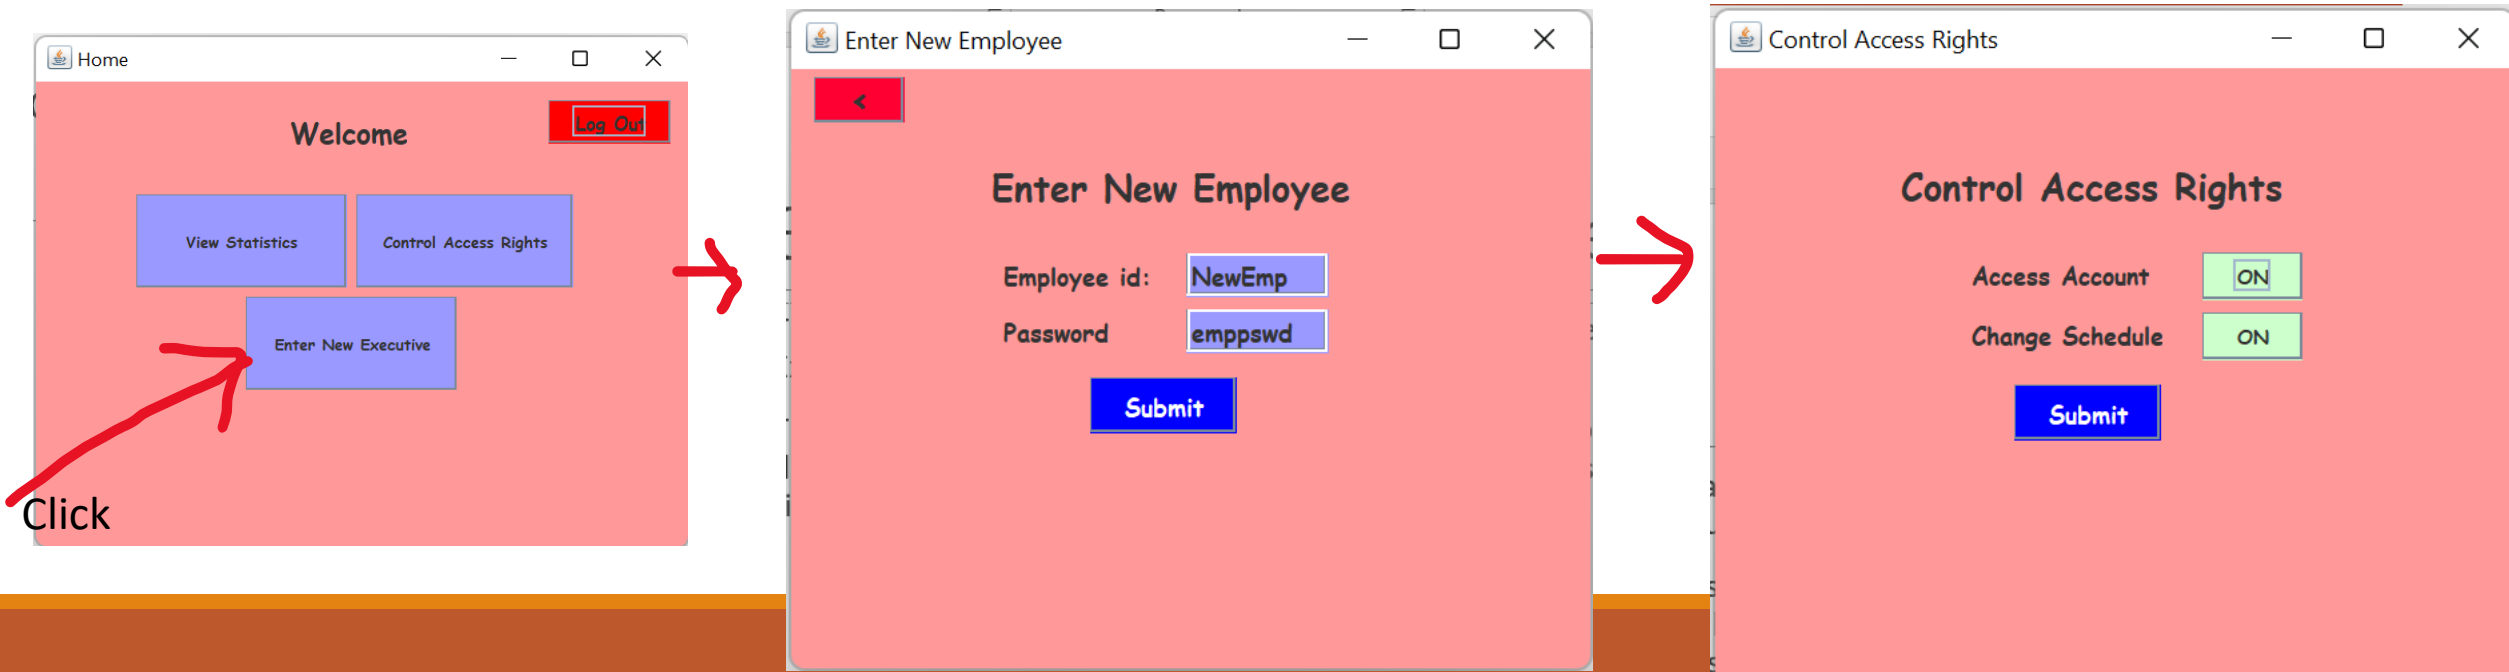 Home
Welcome
Log Out
View Statistics
Control Access Rights
Enter New Executive
Click
Enter New Employee
<
Enter New Employee
Employee id: NewEmp
Password emppswd
Submit
Control Access Rights
Control Access Rights
Access Account ON
Change Schedule ON
Submit